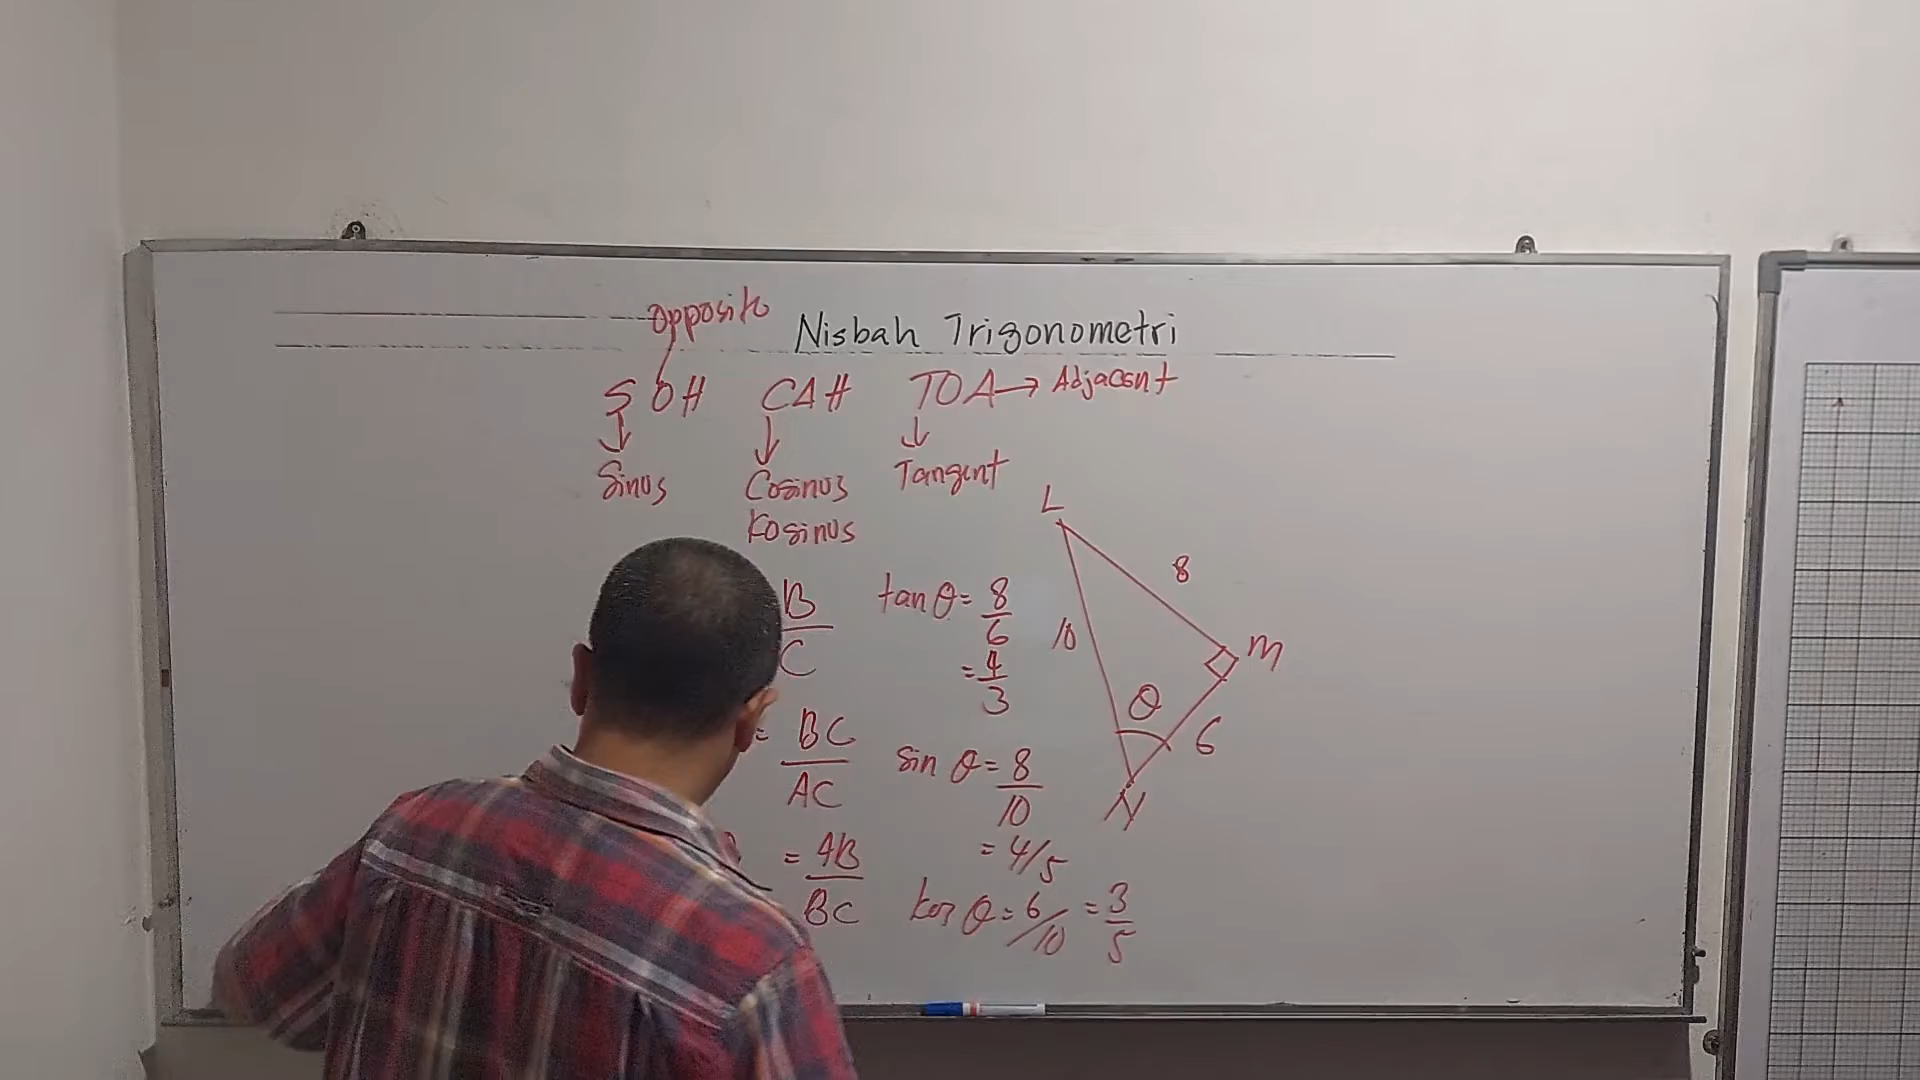 opposite
Nisbah Trigonometri
SOH CAH TOA → Adjacent
Sinus
Cosinus
Kosinus
Tangent
L
8
10
M
θ
6
N
B
C
tan θ = 8/6
= 4/3
= BC/AC
sin θ = 8/10
= 4/5
= AB/BC
kos θ = 6/10 = 3/5